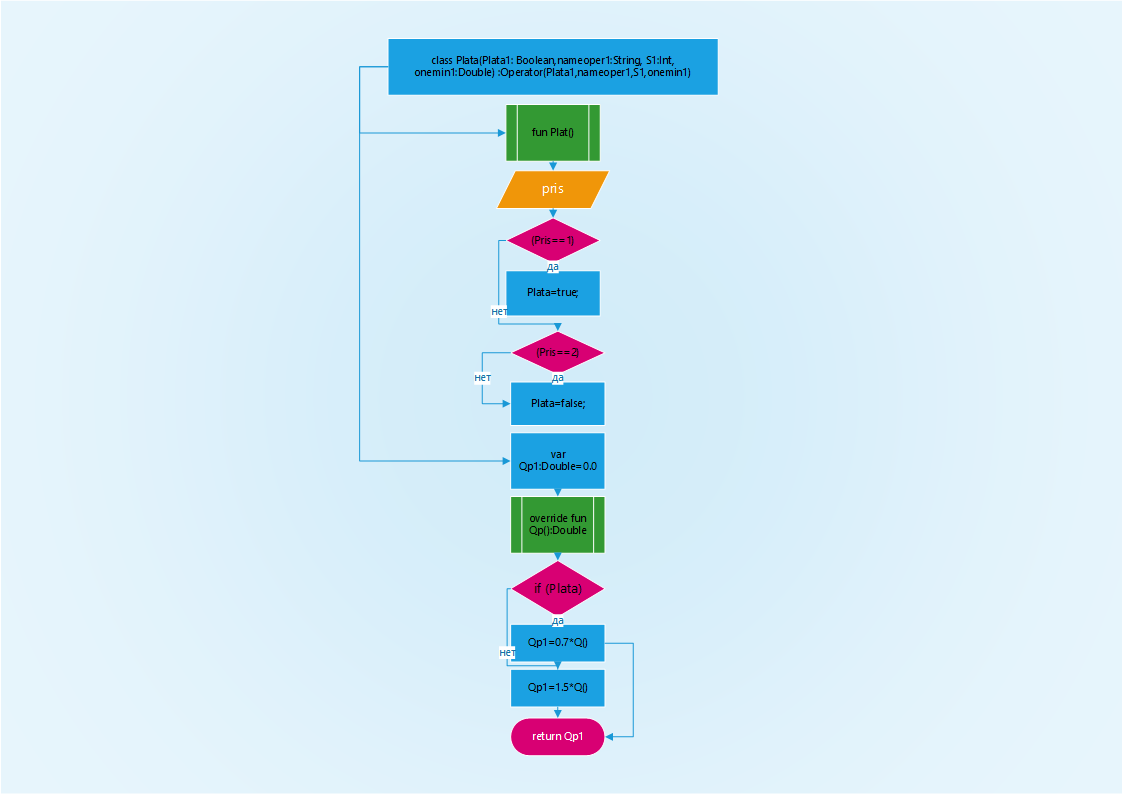 class Plata(Plata1: Boolean,nameoper1:String, S1:Int,
onemin1:Double) :Operator(Plata1,nameoper1,S1,onemin1)
fun Plat()
pris
(Pris==1)
да
Plata=true;
нет
(Pris==2)
нет
да
Plata=false;
var
Qp1:Double=0.0
override fun
Qp():Double
if (Plata)
да
Qp1=0.7*Q()
нет
Qp1=1.5*Q()
return Qp1